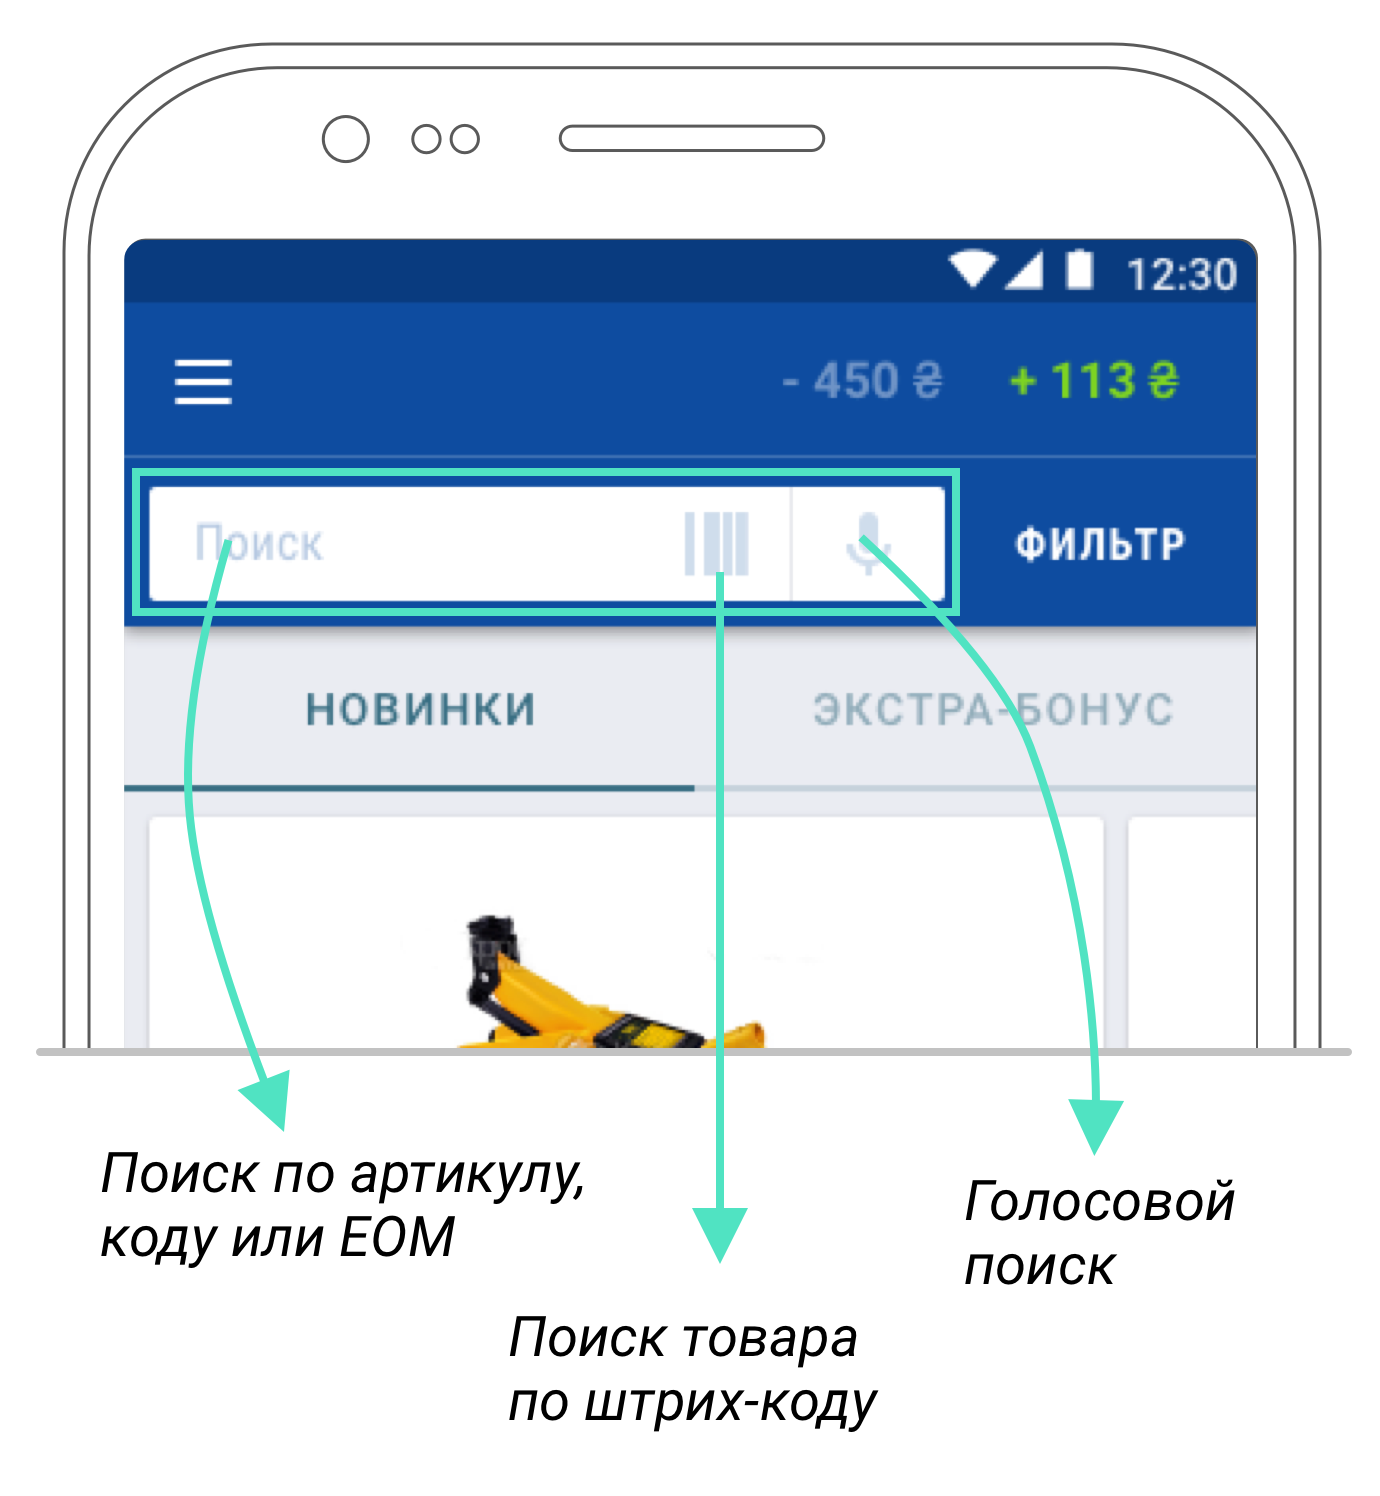 12:30
- 450 ₴ + 113 ₴
Поиск ФИЛЬТР
НОВИНКИ ЭКСТРА-БОНУС
Поиск по артикулу,
коду или ЕОМ
Голосовой
поиск
Поиск товара
по штрих-коду